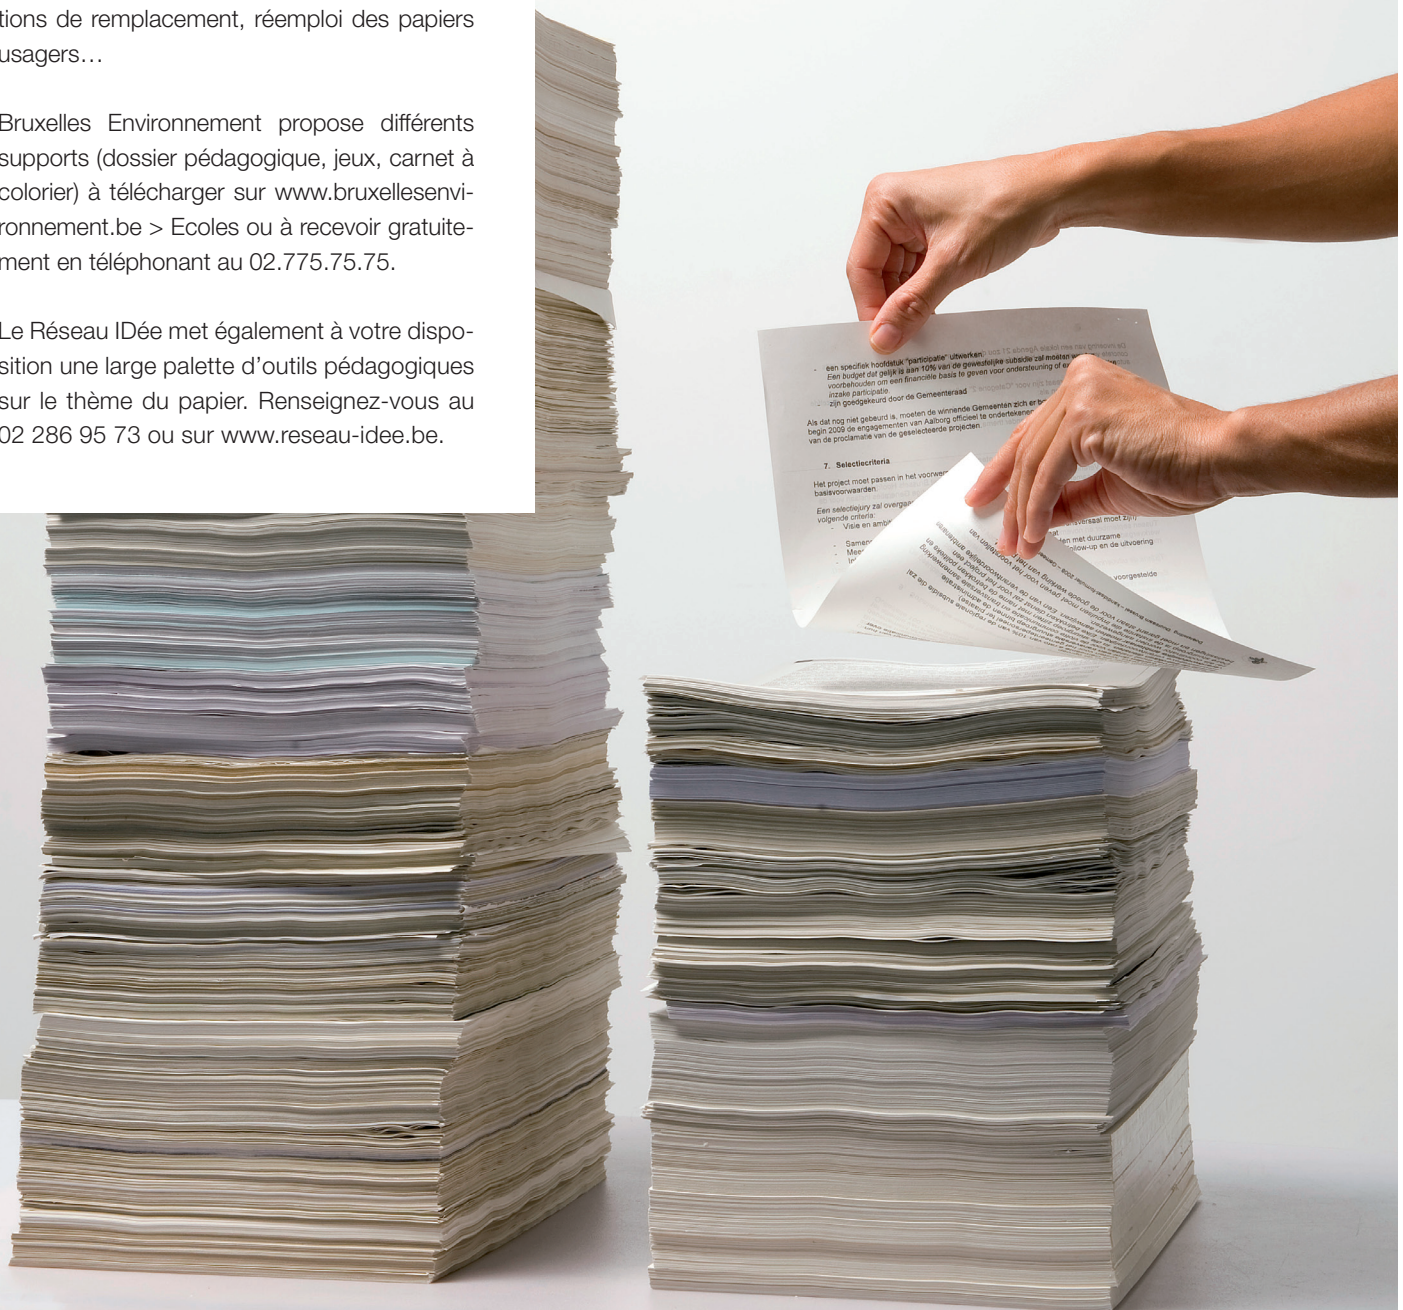 tions de remplacement, réemploi des papiers
usagers…
Bruxelles Environnement propose différents
supports (dossier pédagogique, jeux, carnet à
colorier) à télécharger sur www.bruxellesenvi-
ronnement.be > Ecoles ou à recevoir gratuite-
ment en téléphonant au 02.775.75.75.
Le Réseau IDée met également à votre dispo-
sition une large palette d'outils pédagogiques
sur le thème du papier. Renseignez-vous au
02 286 95 73 ou sur www.reseau-idee.be.
- een specifiek hoofdstuk "participatie" uitwerken
Een budget dat gelijk is aan 10% van de gewestelijke subsidie zal moeten
voorbehouden om een financiële basis te geven voor ondersteuning of
inzake participatie.
- zijn goedgekeurd door de Gemeenteraad
Als dat nog niet gebeurd is, moeten de winnende Gemeenten zich er
begin 2009 de engagementen van Aalborg officieel te ondertekenen
van de proclamatie van de geselecteerde projecten.
7. Selectiecriteria
Het project moet passen in het
basisvoorwaarden.
Een selectiejury zal
volgende criteria:
- Visie en
moet zijn)
met duurzame
follow-up en de uitvoering
voorgestelde